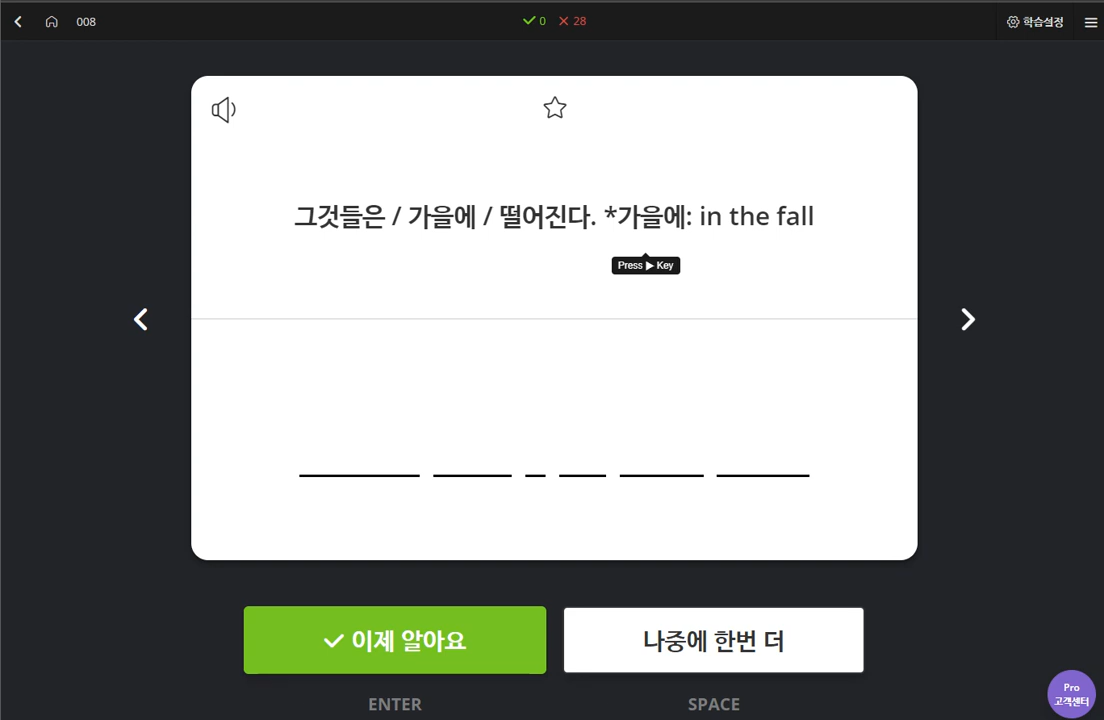 008
0
28
학습설정
그것들은 / 가을에 / 떨어진다. *가을에: in the fall
Press ▶ Key
이제 알아요
나중에 한번 더
ENTER
SPACE
Pro
고객센터